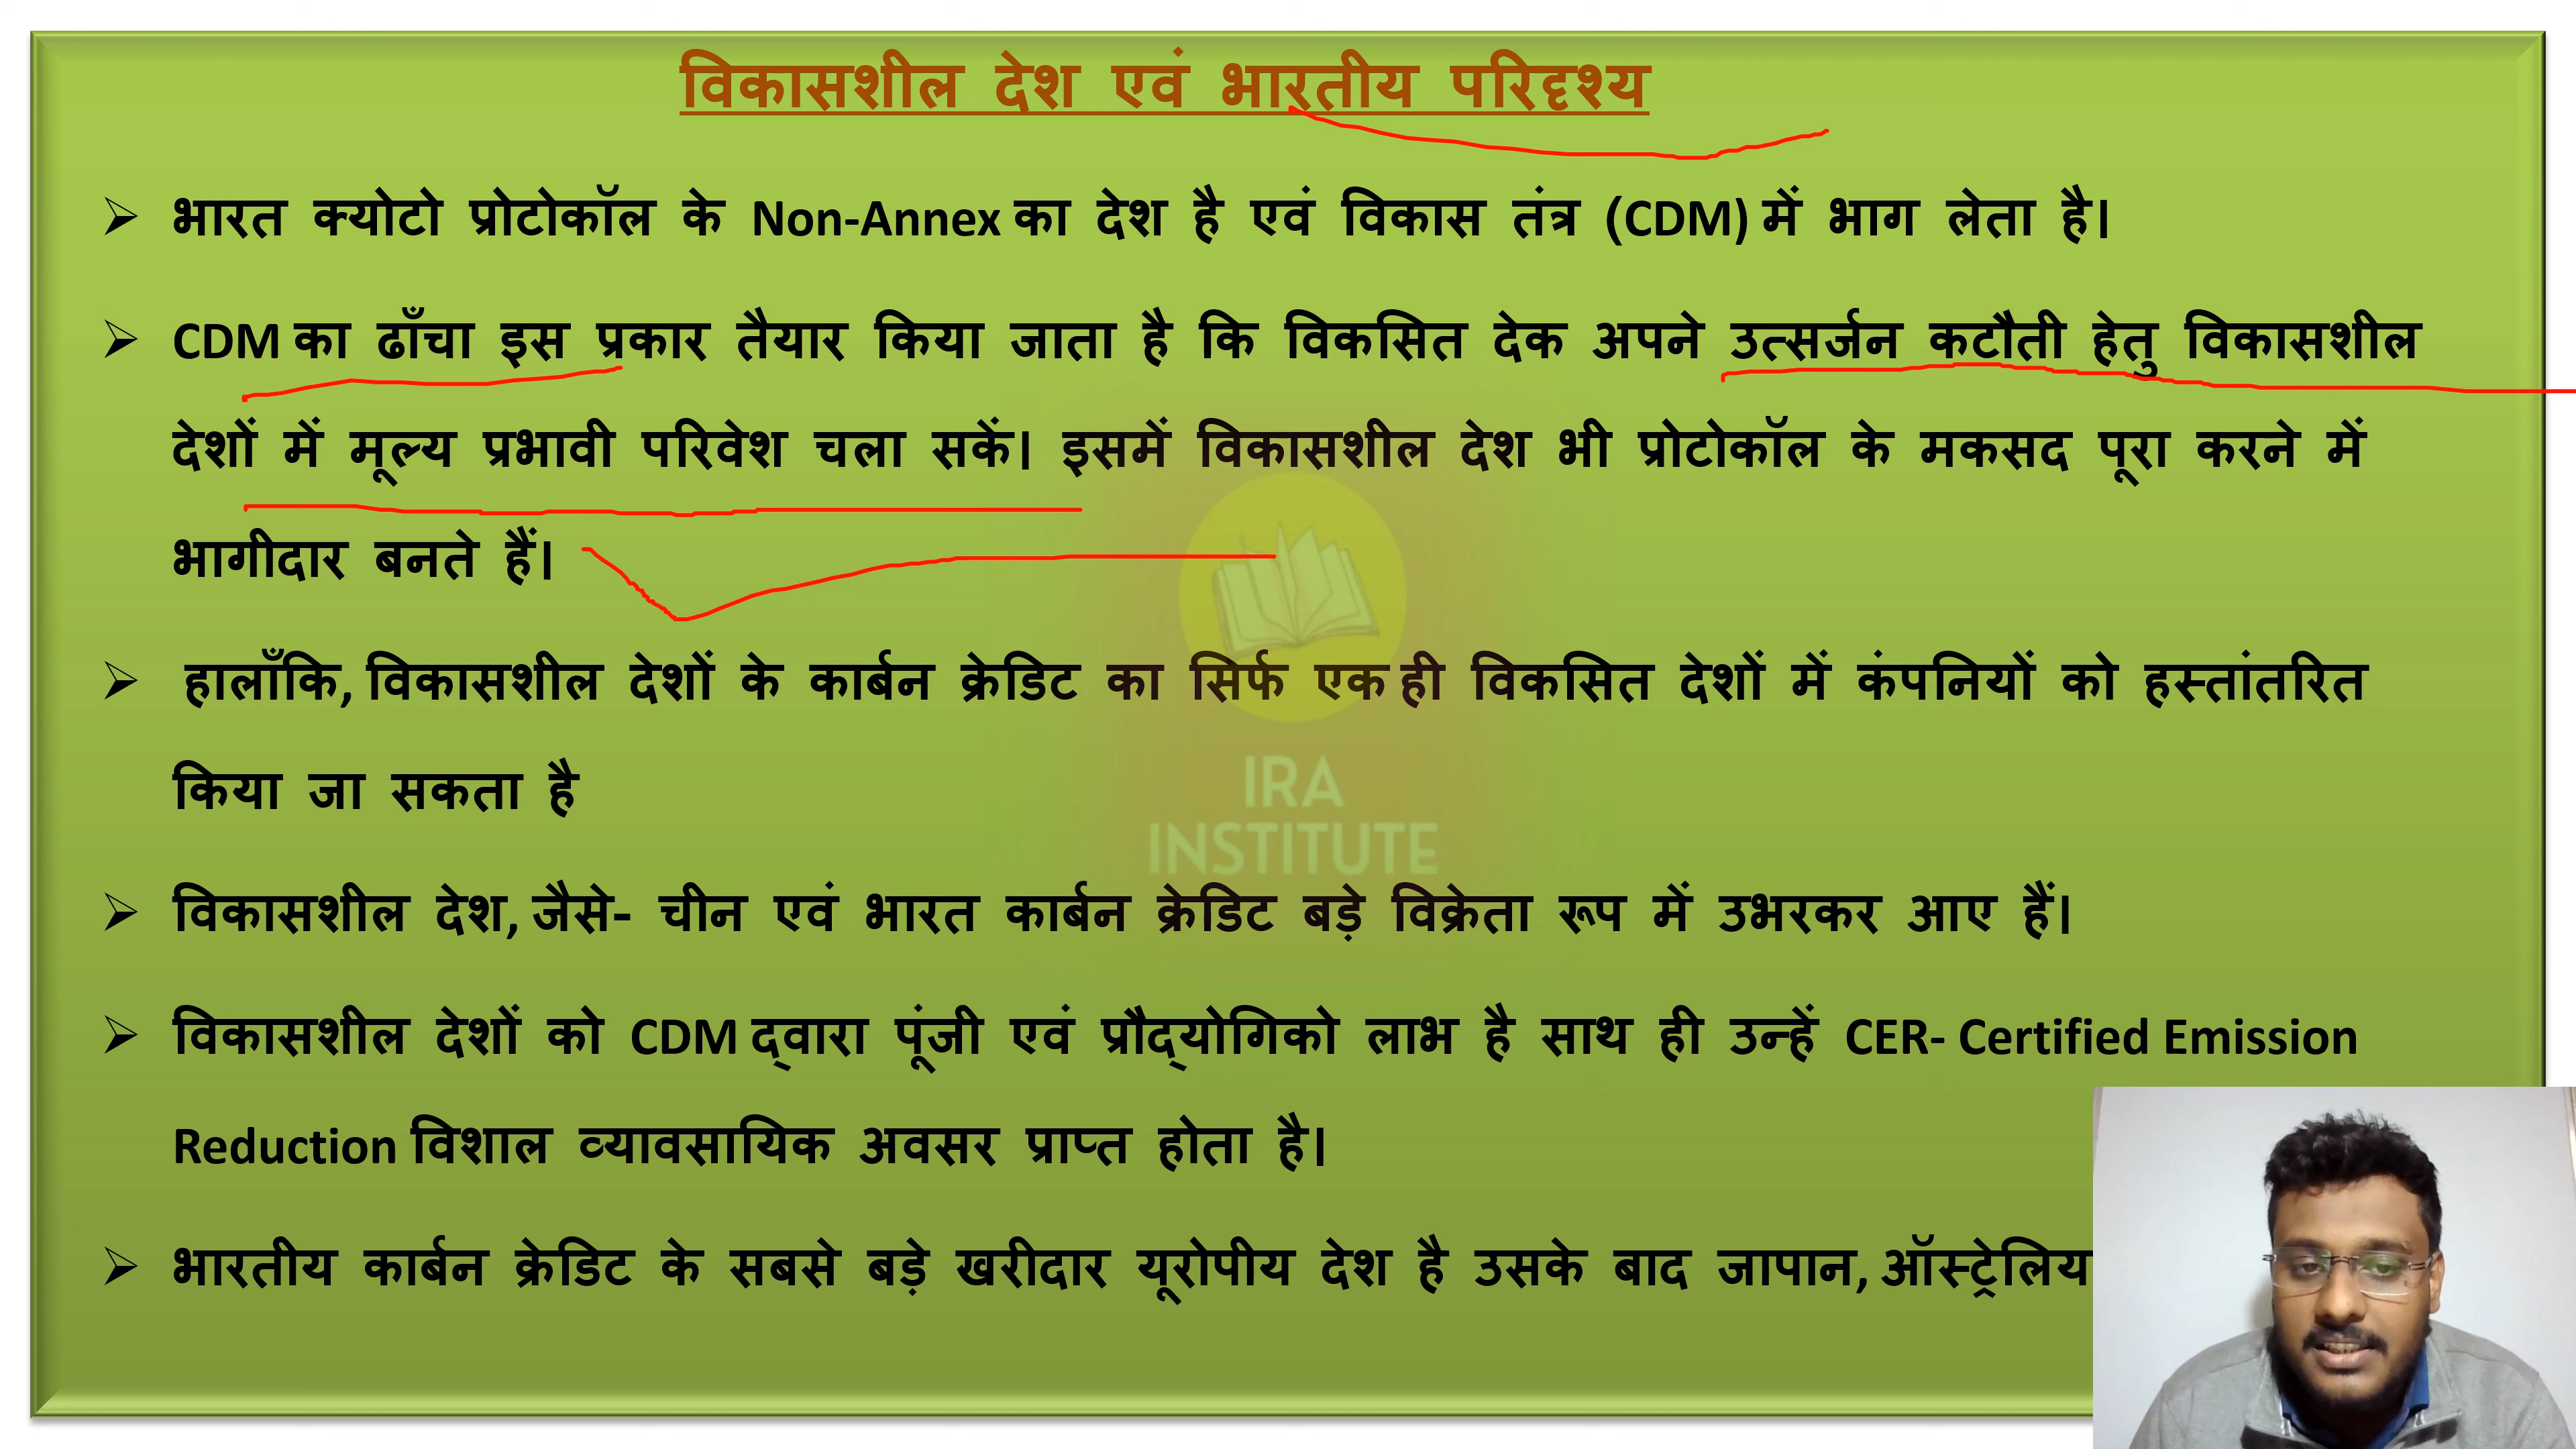 विकासशील देश एवं भारतीय परिदृश्य
भारत क्योटो प्रोटोकॉल के Non-Annex का देश है एवं विकास तंत्र (CDM) में भाग लेता है।
CDM का ढाँचा इस प्रकार तैयार किया जाता है कि विकसित देक अपने उत्सर्जन कटौती हेतु विकासशील
देशों में मूल्य प्रभावी परिवेश चला सकें। इसमें विकासशील देश भी प्रोटोकॉल के मकसद पूरा करने में
भागीदार बनते हैं।
हालाँकि, विकासशील देशों के कार्बन क्रेडिट का सिर्फ एक ही विकसित देशों में कंपनियों को हस्तांतरित
किया जा सकता है
IRA
INSTITUTE
विकासशील देश, जैसे- चीन एवं भारत कार्बन क्रेडिट बड़े विक्रेता रूप में उभरकर आए हैं।
विकासशील देशों को CDM द्वारा पूंजी एवं प्रौद्योगिको लाभ है साथ ही उन्हें CER- Certified Emission
Reduction विशाल व्यावसायिक अवसर प्राप्त होता है।
भारतीय कार्बन क्रेडिट के सबसे बड़े खरीदार यूरोपीय देश है उसके बाद जापान,